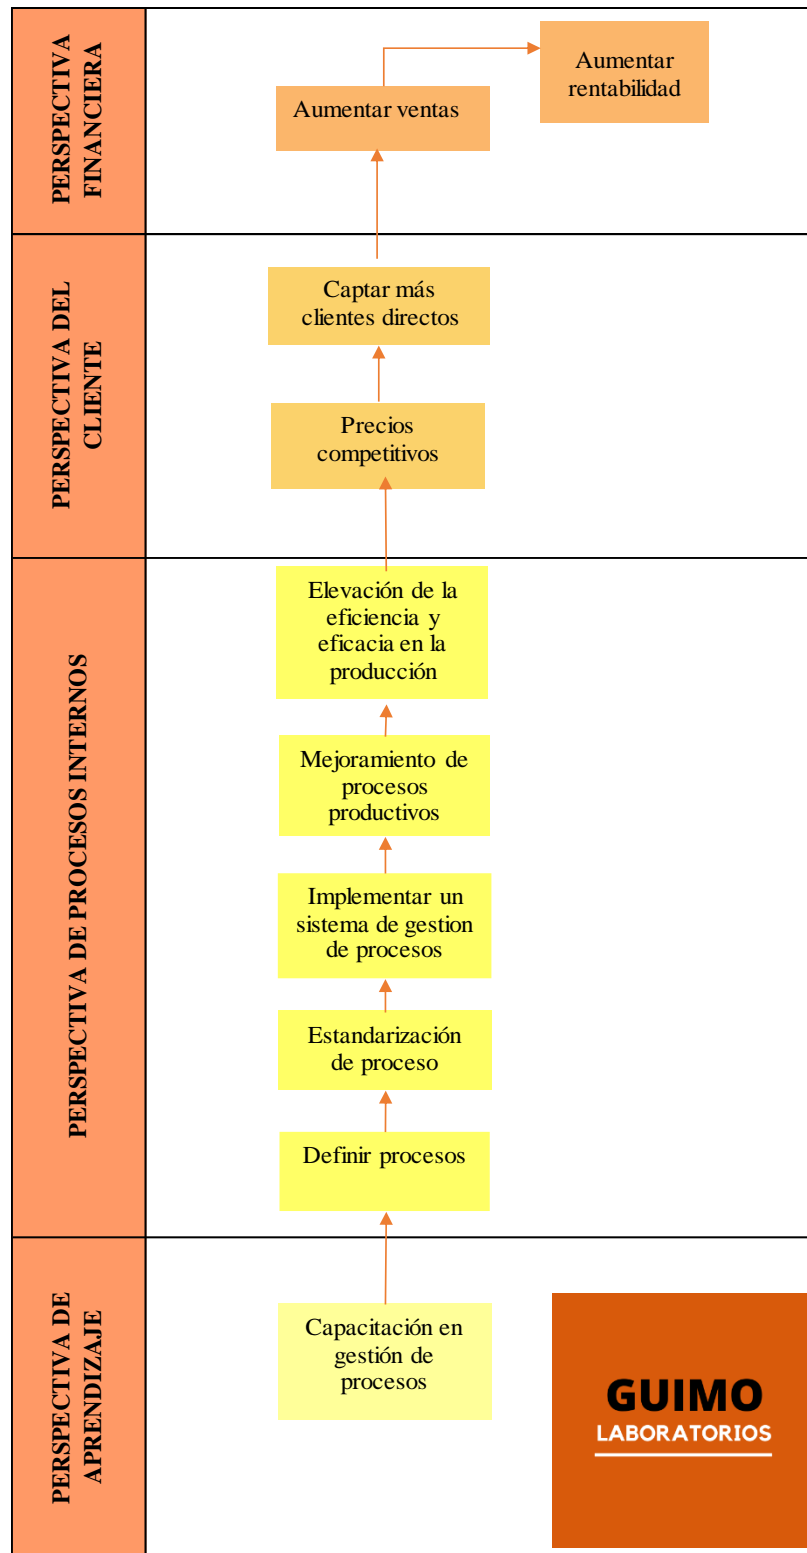 PERSPECTIVA
FINANCIERA
Aumentar
rentabilidad
Aumentar ventas
PERSPECTIVA DEL
CLIENTE
Captar más
clientes directos
Precios
competitivos
PERSPECTIVA DE PROCESOS INTERNOS
Elevación de la
eficiencia y
eficacia en la
producción
Mejoramiento de
procesos
productivos
Implementar un
sistema de gestion
de procesos
Estandarización
de proceso
Definir procesos
PERSPECTIVA DE
APRENDIZAJE
Capacitación en
gestión de
procesos
GUIMO
LABORATORIOS